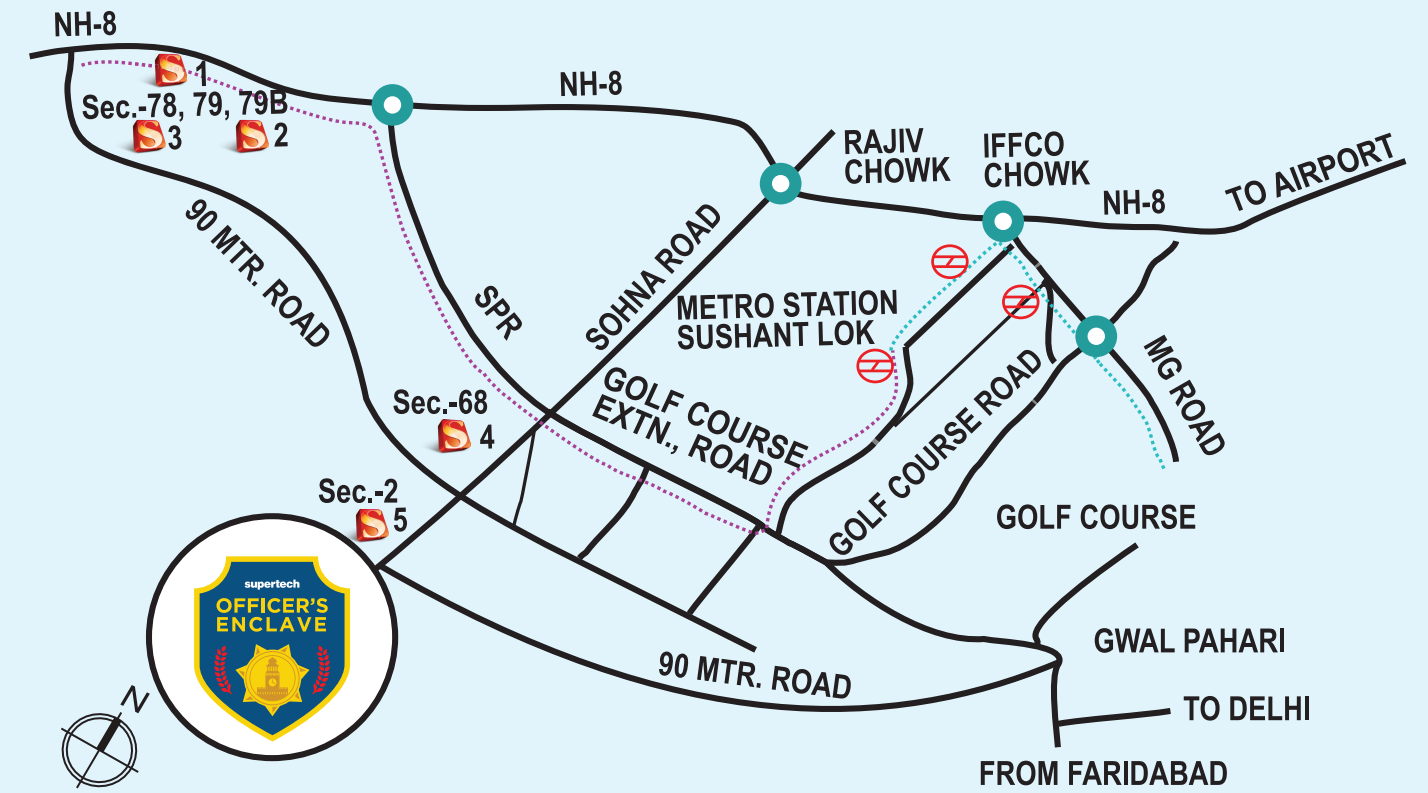 NH-8
1
Sec.-78, 79, 79B
3
2
NH-8
RAJIV
CHOWK
IFFCO
CHOWK
NH-8
TO AIRPORT
90 MTR. ROAD
SPR
SOHNA ROAD
METRO STATION
SUSHANT LOK
MG ROAD
Sec.-68
4
GOLF COURSE
EXTN., ROAD
GOLF COURSE ROAD
Sec.-2
5
GOLF COURSE
supertech
OFFICER'S
ENCLAVE
GWAL PAHARI
90 MTR. ROAD
TO DELHI
N
FROM FARIDABAD